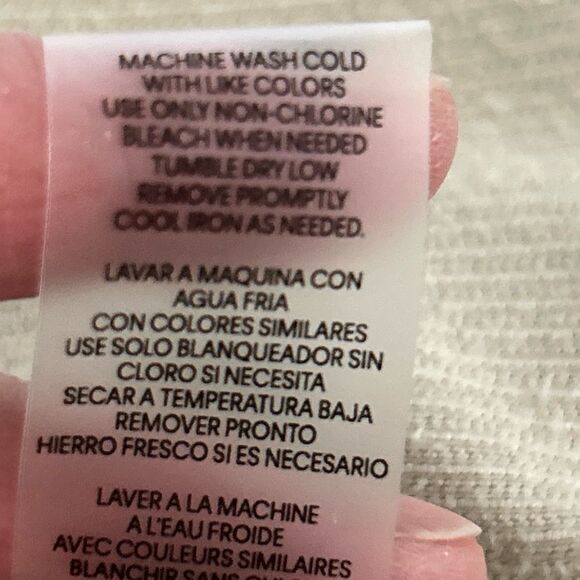 MACHINE WASH COLD
WITH LIKE COLORS
USE ONLY NON-CHLORINE
BLEACH WHEN NEEDED
TUMBLE DRY LOW
REMOVE PROMPTLY
COOL IRON AS NEEDED.
LAVAR A MAQUINA CON
AGUA FRIA
CON COLORES SIMILARES
USE SOLO BLANQUEADOR SIN
CLORO SI NECESITA
SECAR A TEMPERATURA BAJA
REMOVER PRONTO
HIERRO FRESCO SI ES NECESARIO
LAVER A LA MACHINE
A L'EAU FROIDE
AVEC COULEURS SIMILAIRES
BLANCHIR SANS